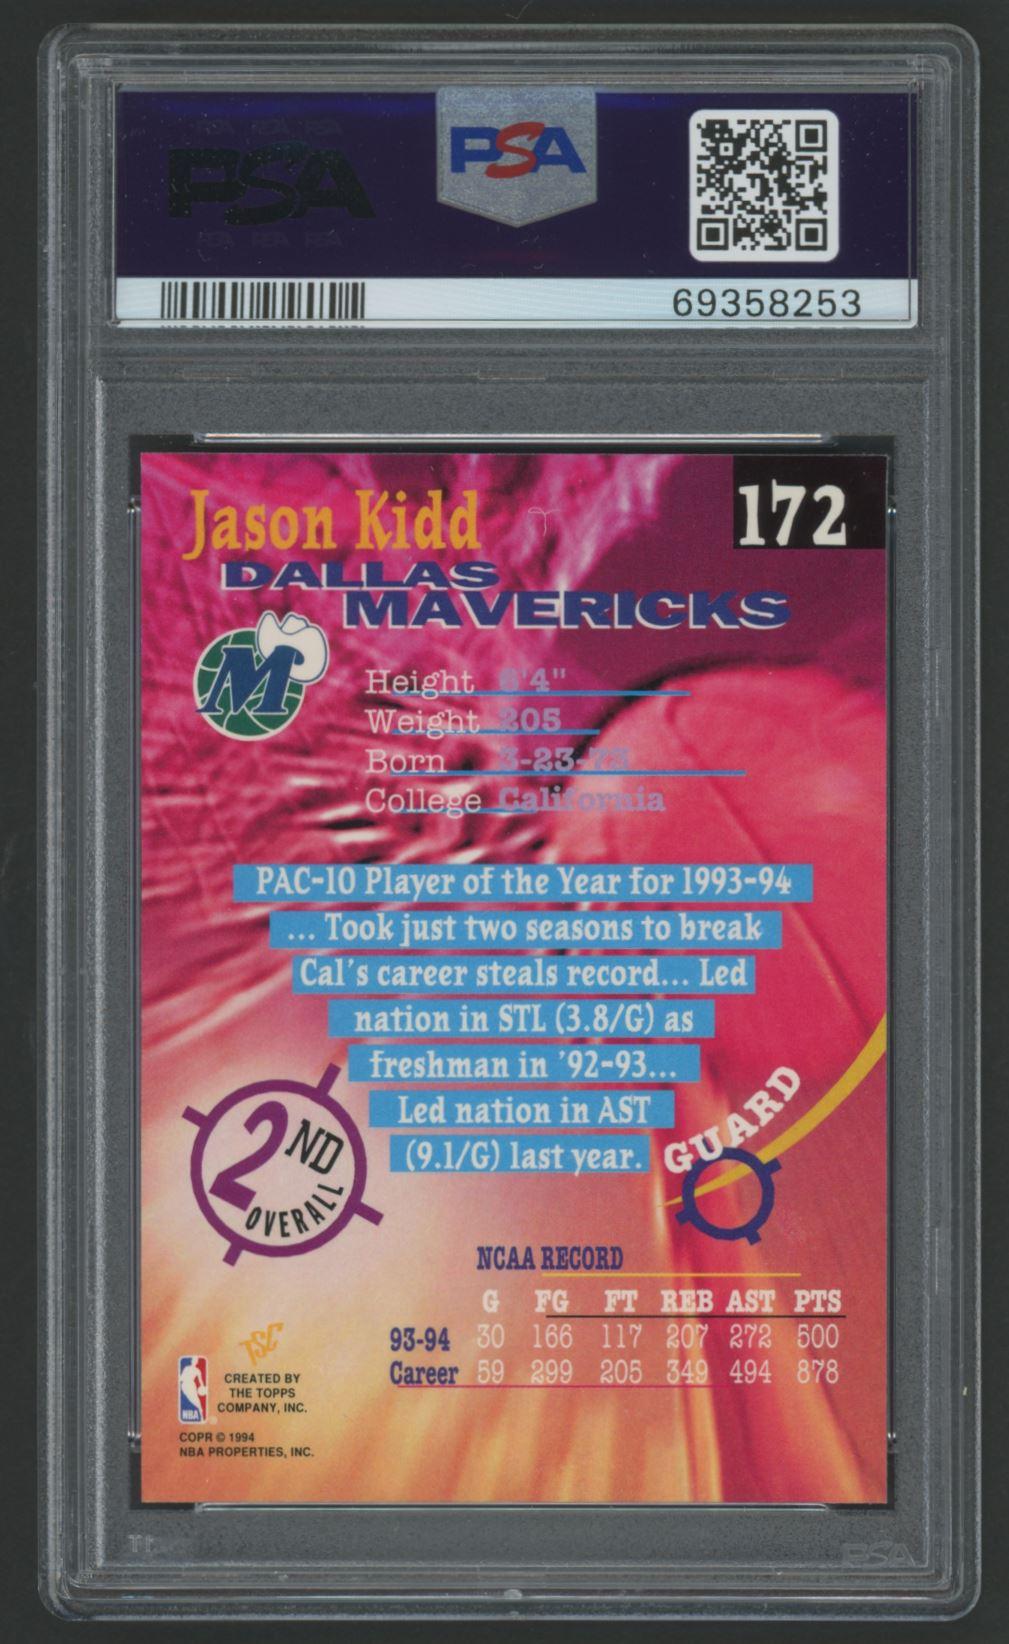 PSA
PSA
69358253
172
Jason Kidd
DALLAS
MAVERICKS
M
Height 6'4"
Weight 205
Born 3-23-73
College California
PAC-10 Player of the Year for 1993-94
... Took just two seasons to break
Cal's career steals record... Led
nation in STL (3.8/G) as
freshman in '92-93...
Led nation in AST
(9.1/G) last year.
GUARD
2ND
OVERALL
NCAA RECORD
G FG FT REB AST PTS
93-94 30 166 117 207 272 500
Career 59 299 205 349 494 878
TSC
CREATED BY
THE TOPPS
COMPANY, INC.
NBA
COPR © 1994
NBA PROPERTIES, INC.
PSA